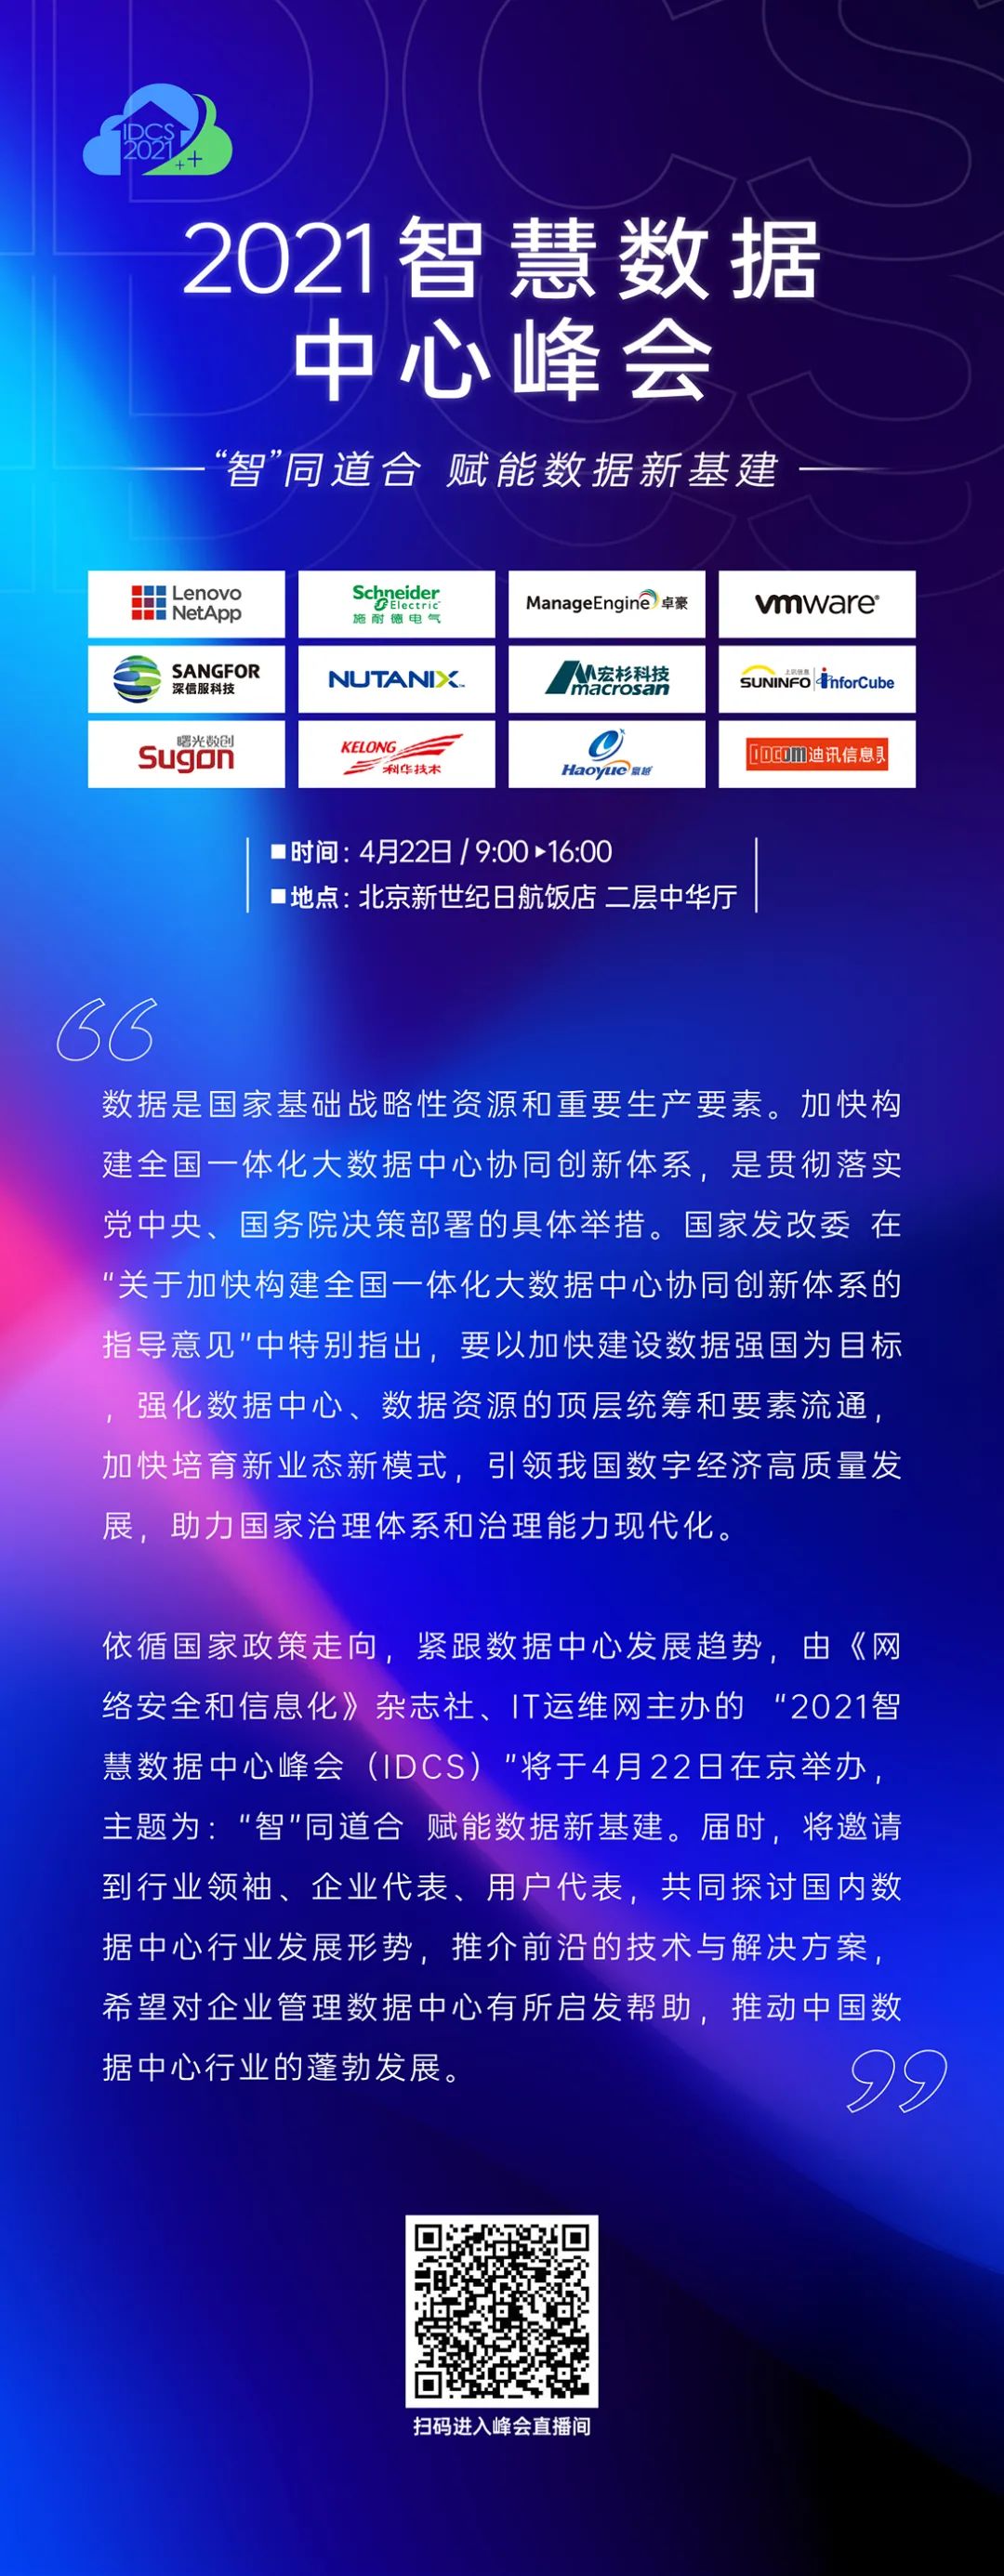 IDCS
2021
2021智慧数据
中心峰会
“智”同道合 赋能数据新基建
Lenovo
NetApp
Schneider
Electric
施耐德电气
ManageEngine 卓豪
vmware
SANGFOR
深信服科技
NUTANIX
宏杉科技
macrosan
上讯信息
SUNINFO InforCube
曙光数创
Sugon
KELONG
利华技术
Haoyue 豪越
迪讯信息
■时间：4月22日 / 9:00 ▸16:00
■地点：北京新世纪日航饭店 二层中华厅
数据是国家基础战略性资源和重要生产要素。加快构
建全国一体化大数据中心协同创新体系，是贯彻落实
党中央、国务院决策部署的具体举措。国家发改委 在
“关于加快构建全国一体化大数据中心协同创新体系的
指导意见”中特别指出，要以加快建设数据强国为目标
，强化数据中心、数据资源的顶层统筹和要素流通，
加快培育新业态新模式，引领我国数字经济高质量发
展，助力国家治理体系和治理能力现代化。
依循国家政策走向，紧跟数据中心发展趋势，由《网
络安全和信息化》杂志社、IT运维网主办的 “2021智
慧数据中心峰会（IDCS）”将于4月22日在京举办，
主题为：“智”同道合 赋能数据新基建。届时，将邀请
到行业领袖、企业代表、用户代表，共同探讨国内数
据中心行业发展形势，推介前沿的技术与解决方案，
希望对企业管理数据中心有所启发帮助，推动中国数
据中心行业的蓬勃发展。
扫码进入峰会直播间